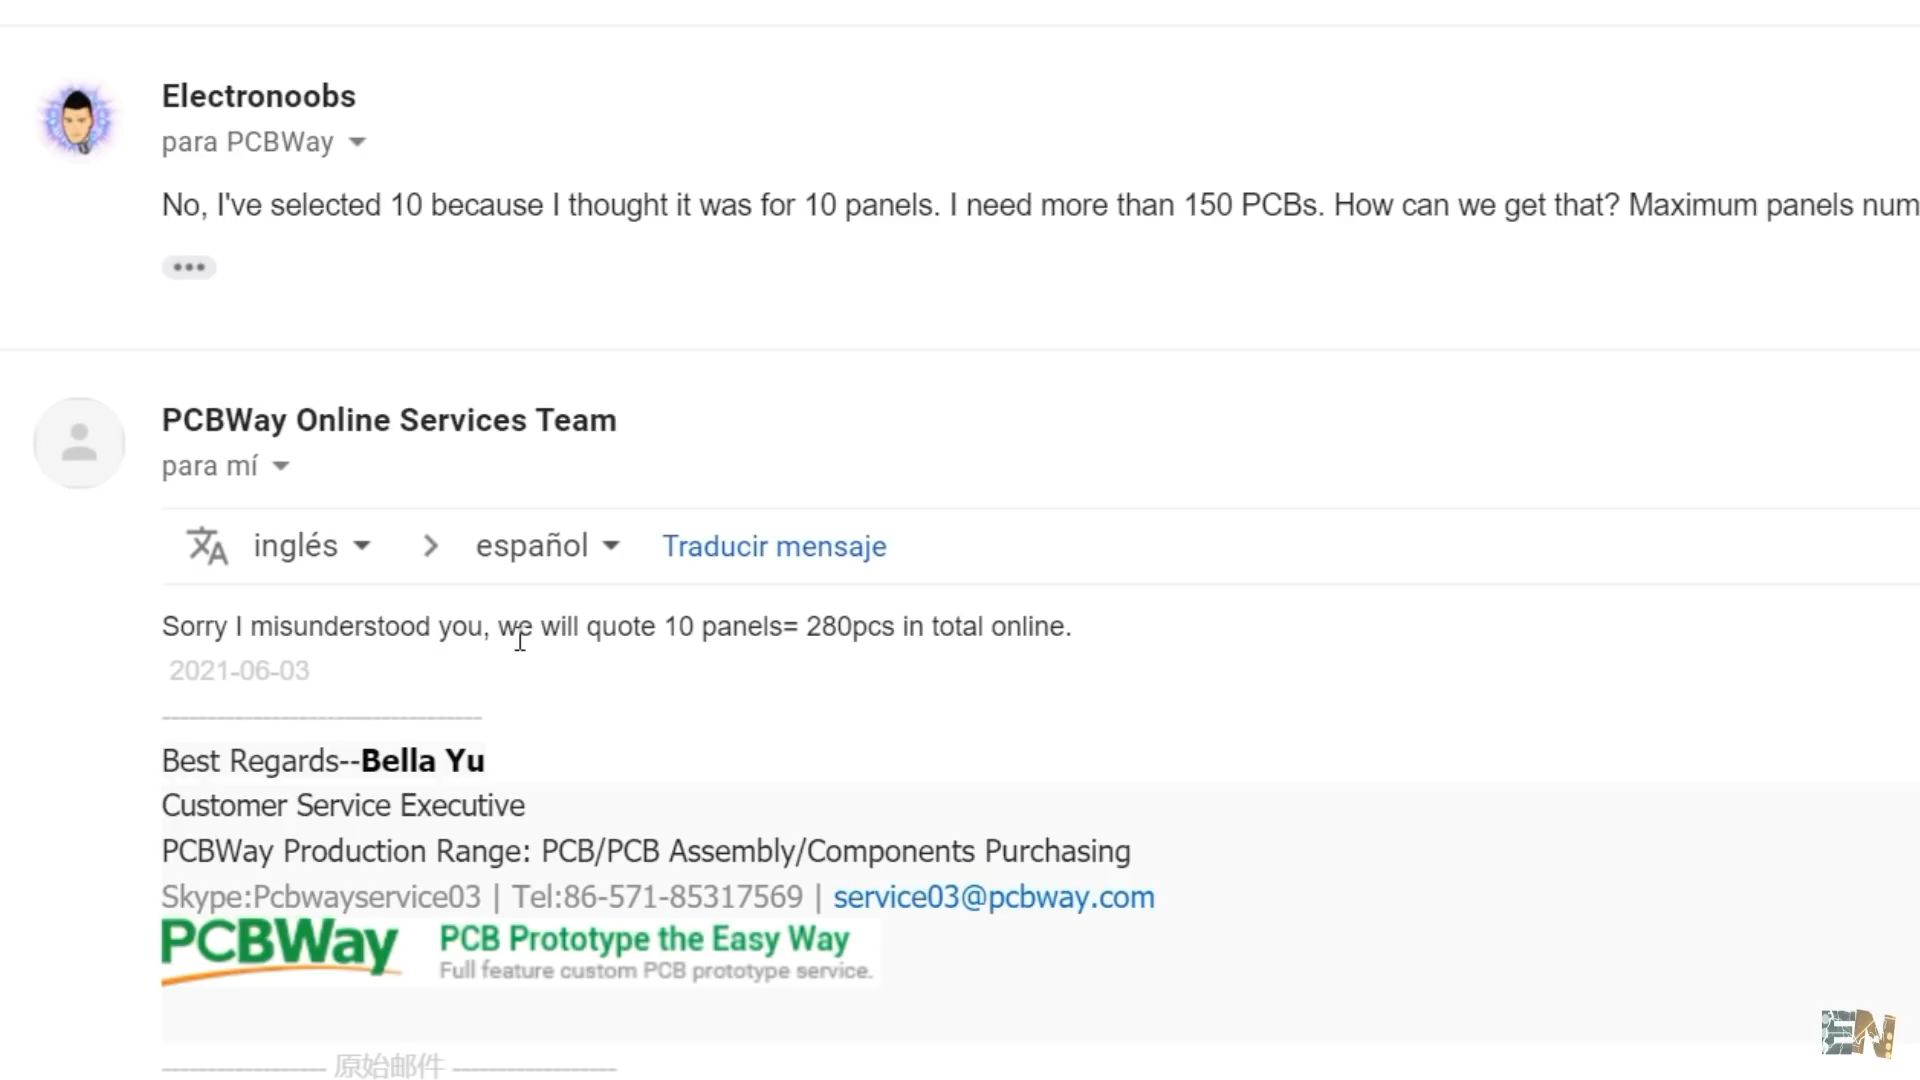 Electronoobs
para PCBWay
No, I've selected 10 because I thought it was for 10 panels. I need more than 150 PCBs. How can we get that? Maximum panels num
PCBWay Online Services Team
para mí
inglés > español Traducir mensaje
Sorry I misunderstood you, we will quote 10 panels= 280pcs in total online.
2021-06-03
Best Regards--Bella Yu
Customer Service Executive
PCBWay Production Range: PCB/PCB Assembly/Components Purchasing
Skype:Pcbwayservice03 | Tel:86-571-85317569 | service03@pcbway.com
PCBWay PCB Prototype the Easy Way
Full feature custom PCB prototype service.
EN
------------------ 原始邮件 ------------------